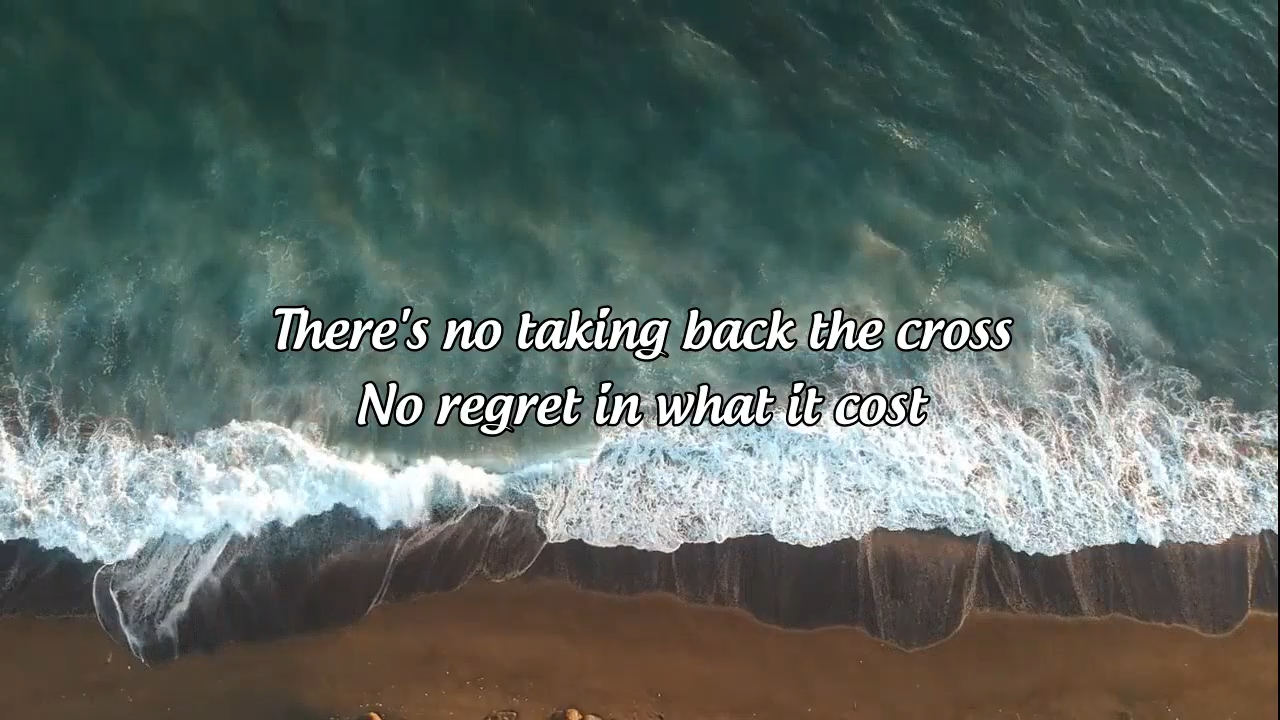 There's no taking back the cross
No regret in what it cost